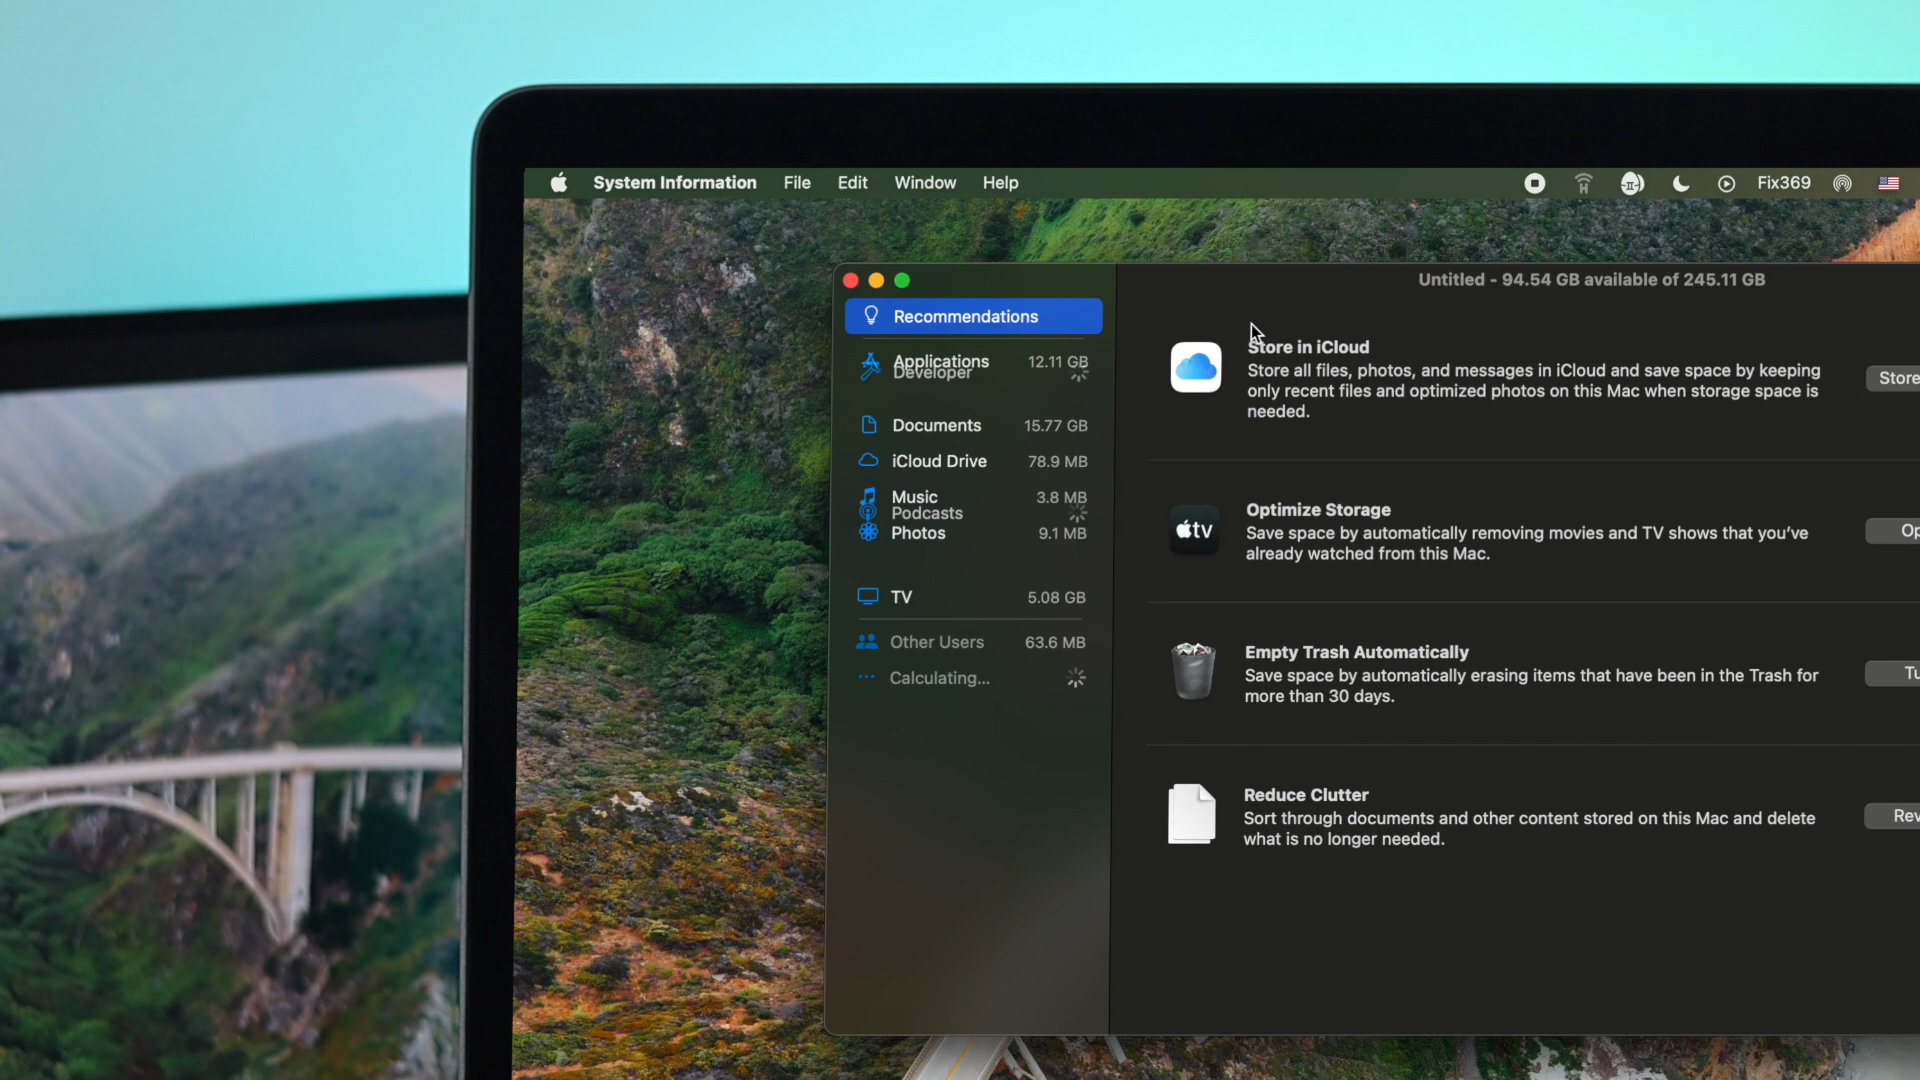 System Information File Edit Window Help Fix369
Untitled - 94.54 GB available of 245.11 GB
Recommendations
Applications 12.11 GB
Developer
Documents 15.77 GB
iCloud Drive 78.9 MB
Music 3.8 MB
Podcasts
Photos 9.1 MB
TV 5.08 GB
Other Users 63.6 MB
Calculating...
Store in iCloud
Store all files, photos, and messages in iCloud and save space by keeping
only recent files and optimized photos on this Mac when storage space is
needed.
Store
tv
Optimize Storage
Save space by automatically removing movies and TV shows that you've
already watched from this Mac.
Op
Empty Trash Automatically
Save space by automatically erasing items that have been in the Trash for
more than 30 days.
Tu
Reduce Clutter
Sort through documents and other content stored on this Mac and delete
what is no longer needed.
Rev